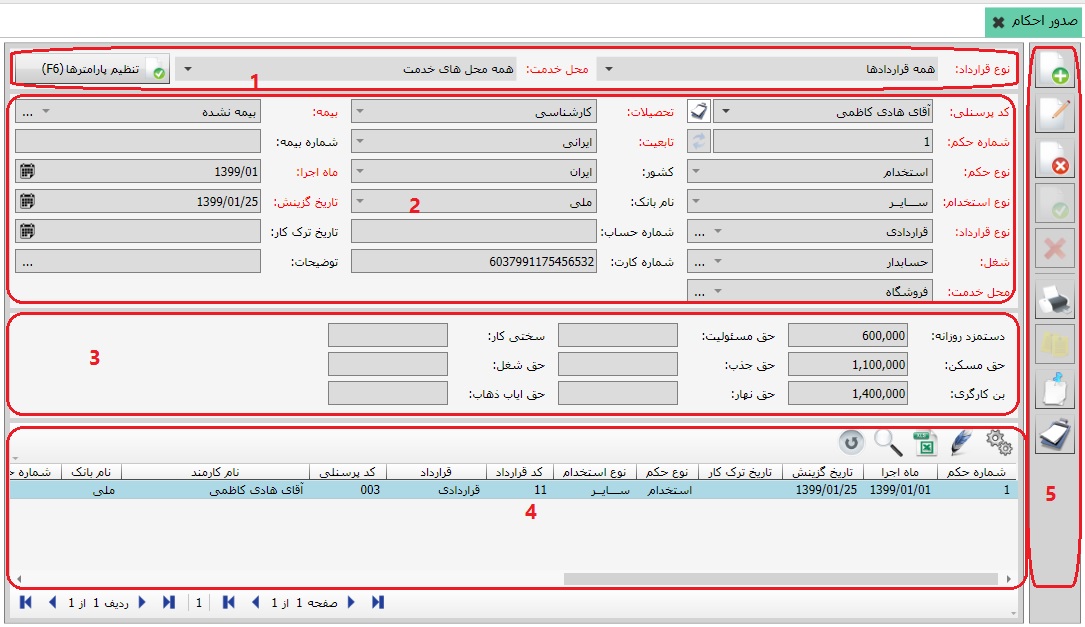 صدور احکام
نوع قرارداد: همه قراردادها محل خدمت: همه محل های خدمت تنظیم پارامترها (F6)
1
کد پرسنلی: آقای هادی کاظمی تحصیلات: کارشناسی بیمه: بیمه نشده ...
شماره حکم: 1 تابعیت: ایرانی شماره بیمه:
نوع حکم: استخدام کشور: ایران ماه اجرا: 1399/01
نوع استخدام: ســـایـــر نام بانک: ملی تاریخ گزینش: 1399/01/25
2
نوع قرارداد: قراردادی ... شماره حساب: تاریخ ترک کار:
شغل: حسابدار ... شماره کارت: 6037991175456532 توضیحات: ...
محل خدمت: فروشگاه ...
دستمزد روزانه: 600,000 حق مسئولیت: سختی کار:
حق مسکن: 1,100,000 حق جذب: حق شغل:
3
بن کارگری: 1,400,000 حق نهار: حق ایاب ذهاب:
شماره حکم ماه اجرا تاریخ گزینش تاریخ ترک کار نوع حکم نوع استخدام کد قرارداد قرارداد کد پرسنلی نام کارمند نام بانک شماره ح
1 1399/01/01 1399/01/25 استخدام ســـایـــر 11 قراردادی 003 آقای هادی کاظمی ملی
4
5
صفحه 1 از 1 1 ردیف 1 از 1